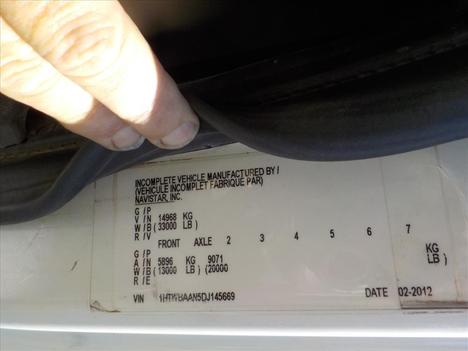 INCOMPLETE VEHICLE MANUFACTURED BY /
(VEHICULE INCOMPLET FABRIQUE PAR)
NAVISTAR, INC.
G/P
V/N 14968 KG
W/B (33000 LB)
R/V
FRONT AXLE 2 3 4 5 6 7
G/P
A/N 5896 KG 9071 KG
W/B (13000 LB) (20000 LB)
R/E
VIN 1HTWBAAN5DJ145669 DATE 02-2012